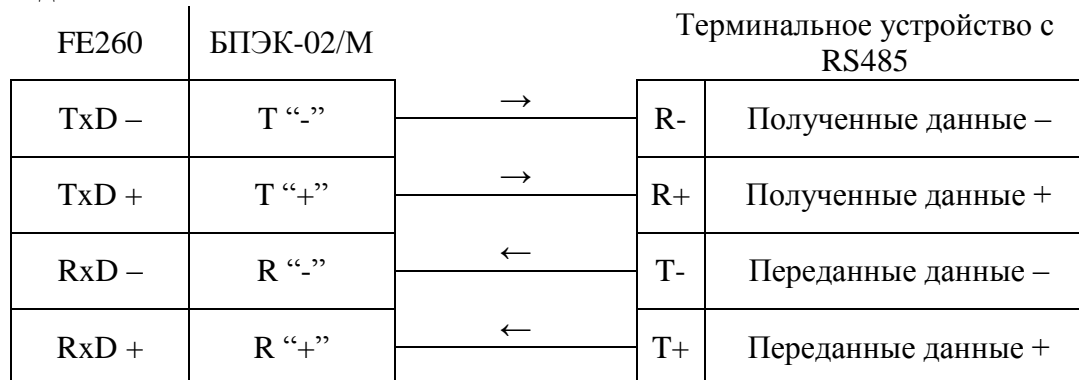 FE260 БПЭК-02/М Терминальное устройство с
RS485
TxD – T “-” → R- Полученные данные –
TxD + T “+” → R+ Полученные данные +
RxD – R “-” ← T- Переданные данные –
RxD + R “+” ← T+ Переданные данные +